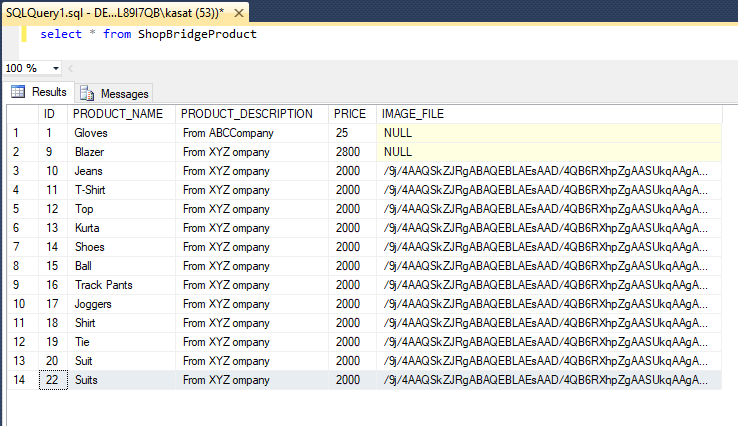 SQLQuery1.sql - DE...L89I7QB\kasat (53))* ×
select * from ShopBridgeProduct
100 %
Results Messages
ID PRODUCT_NAME PRODUCT_DESCRIPTION PRICE IMAGE_FILE
1 1 Gloves From ABCCompany 25 NULL
2 9 Blazer From XYZ ompany 2800 NULL
3 10 Jeans From XYZ ompany 2000 /9j/4AAQSkZJRgABAQEBLAEsAAD/4QB6RXhpZgAASUkqAAgA...
4 11 T-Shirt From XYZ ompany 2000 /9j/4AAQSkZJRgABAQEBLAEsAAD/4QB6RXhpZgAASUkqAAgA...
5 12 Top From XYZ ompany 2000 /9j/4AAQSkZJRgABAQEBLAEsAAD/4QB6RXhpZgAASUkqAAgA...
6 13 Kurta From XYZ ompany 2000 /9j/4AAQSkZJRgABAQEBLAEsAAD/4QB6RXhpZgAASUkqAAgA...
7 14 Shoes From XYZ ompany 2000 /9j/4AAQSkZJRgABAQEBLAEsAAD/4QB6RXhpZgAASUkqAAgA...
8 15 Ball From XYZ ompany 2000 /9j/4AAQSkZJRgABAQEBLAEsAAD/4QB6RXhpZgAASUkqAAgA...
9 16 Track Pants From XYZ ompany 2000 /9j/4AAQSkZJRgABAQEBLAEsAAD/4QB6RXhpZgAASUkqAAgA...
10 17 Joggers From XYZ ompany 2000 /9j/4AAQSkZJRgABAQEBLAEsAAD/4QB6RXhpZgAASUkqAAgA...
11 18 Shirt From XYZ ompany 2000 /9j/4AAQSkZJRgABAQEBLAEsAAD/4QB6RXhpZgAASUkqAAgA...
12 19 Tie From XYZ ompany 2000 /9j/4AAQSkZJRgABAQEBLAEsAAD/4QB6RXhpZgAASUkqAAgA...
13 20 Suit From XYZ ompany 2000 /9j/4AAQSkZJRgABAQEBLAEsAAD/4QB6RXhpZgAASUkqAAgA...
14 22 Suits From XYZ ompany 2000 /9j/4AAQSkZJRgABAQEBLAEsAAD/4QB6RXhpZgAASUkqAAgA...